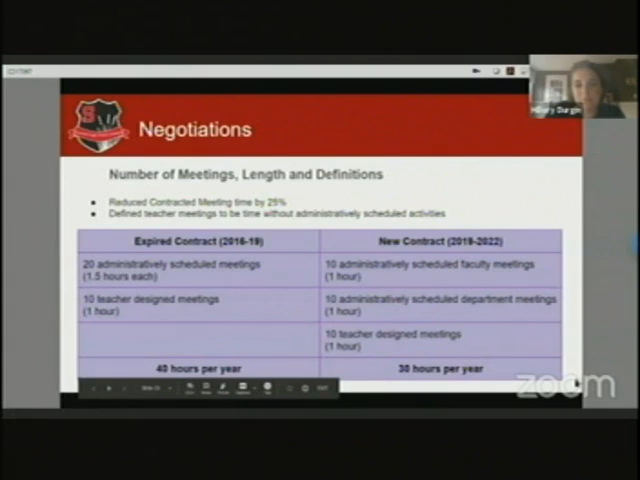 Hillary Durgin
S
Negotiations
Number of Meetings, Length and Definitions
• Reduced Contracted Meeting time by 25%
• Defined teacher meetings to be time without administratively scheduled activities
Expired Contract (2016-19)
New Contract (2019-2022)
20 administratively scheduled meetings
(1.5 hours each)
10 administratively scheduled faculty meetings
(1 hour)
10 teacher designed meetings
(1 hour)
10 administratively scheduled department meetings
(1 hour)
10 teacher designed meetings
(1 hour)
40 hours per year
30 hours per year
zoom